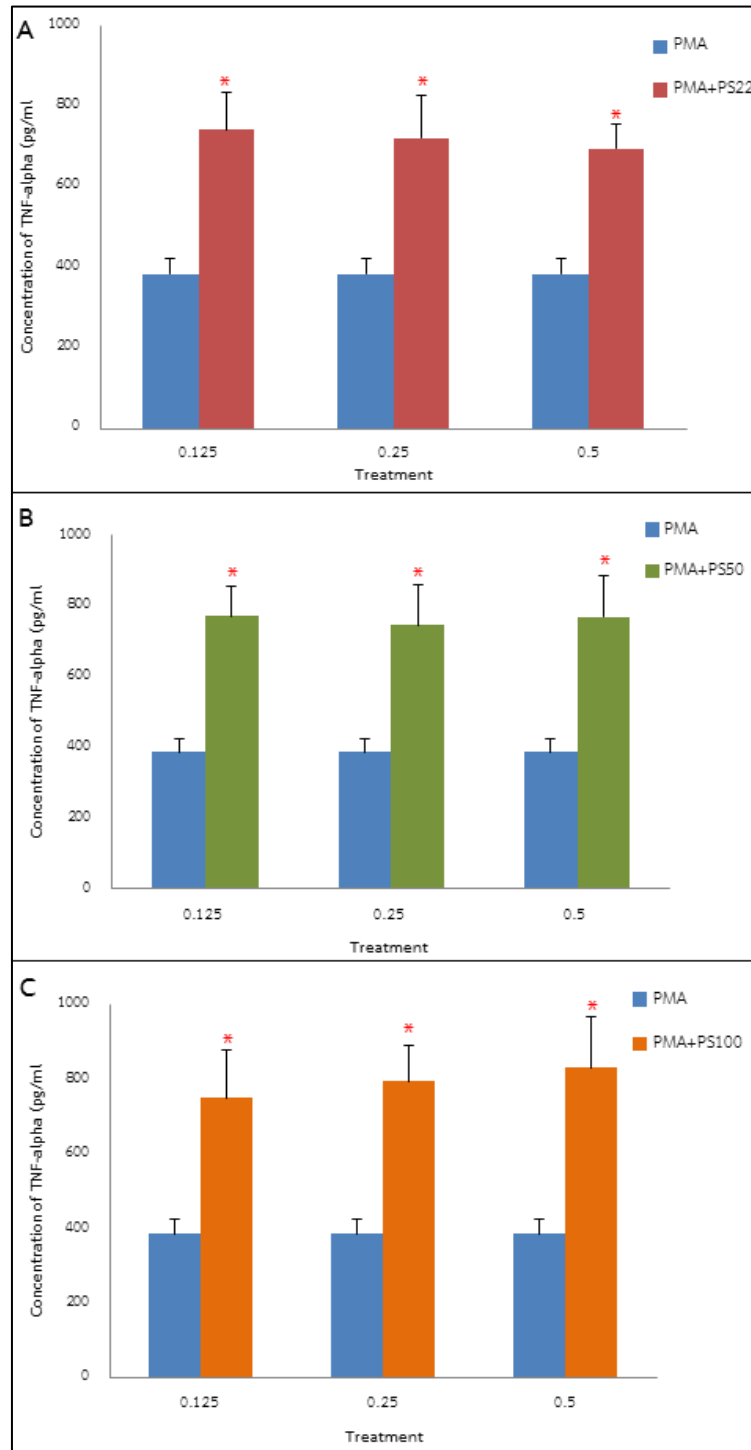 A
Concentration of TNF-alpha (pg/ml)
1000
800
600
400
200
0
0.125 0.25 0.5
Treatment
PMA
PMA+PS22
*
*
*
B
Concentration of TNF-alpha (pg/ml)
1000
800
600
400
200
0
0.125 0.25 0.5
Treatment
PMA
PMA+PS50
*
*
*
C
Concentration of TNF-alpha (pg/ml)
1000
800
600
400
200
0
0.125 0.25 0.5
Treatment
PMA
PMA+PS100
*
*
*